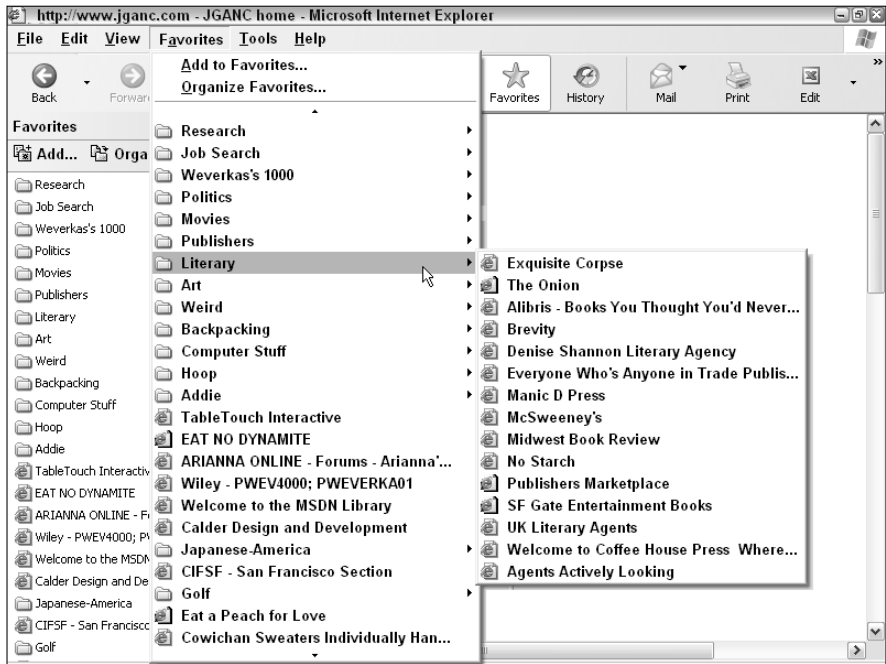 http://www.jganc.com - JGANC home - Microsoft Internet Explorer
File Edit View Favorites Tools Help
Back
Forwar
Favorites
History
Mail
Print
Edit
»
Add to Favorites...
Organize Favorites...
Research
Job Search
Weverkas's 1000
Politics
Movies
Publishers
Literary
Art
Weird
Backpacking
Computer Stuff
Hoop
Addie
TableTouch Interactive
EAT NO DYNAMITE
ARIANNA ONLINE - Forums - Arianna'...
Wiley - PWEV4000; PWEVERKA01
Welcome to the MSDN Library
Calder Design and Development
Japanese-America
CIFSF - San Francisco Section
Golf
Eat a Peach for Love
Cowichan Sweaters Individually Han...
Exquisite Corpse
The Onion
Alibris - Books You Thought You'd Never...
Brevity
Denise Shannon Literary Agency
Everyone Who's Anyone in Trade Publis...
Manic D Press
McSweeney's
Midwest Book Review
No Starch
Publishers Marketplace
SF Gate Entertainment Books
UK Literary Agents
Welcome to Coffee House Press Where...
Agents Actively Looking
Favorites
Add... Orga
Research
Job Search
Weverkas's 1000
Politics
Movies
Publishers
Literary
Art
Weird
Backpacking
Computer Stuff
Hoop
Addie
TableTouch Interactiv
EAT NO DYNAMITE
ARIANNA ONLINE - F
Wiley - PWEV4000; P
Welcome to the MSDN
Calder Design and De
Japanese-America
CIFSF - San Francisco
Golf